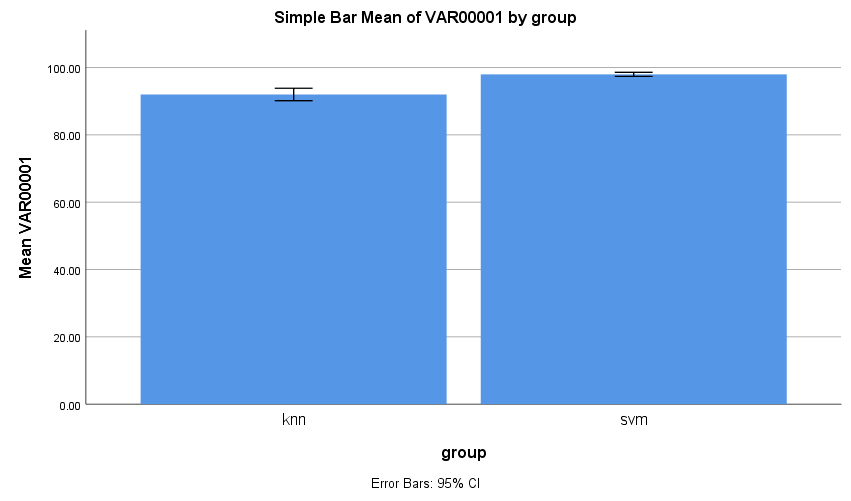 Simple Bar Mean of VAR00001 by group
Mean VAR00001
100.00
80.00
60.00
40.00
20.00
0.00
knn svm
group
Error Bars: 95% CI